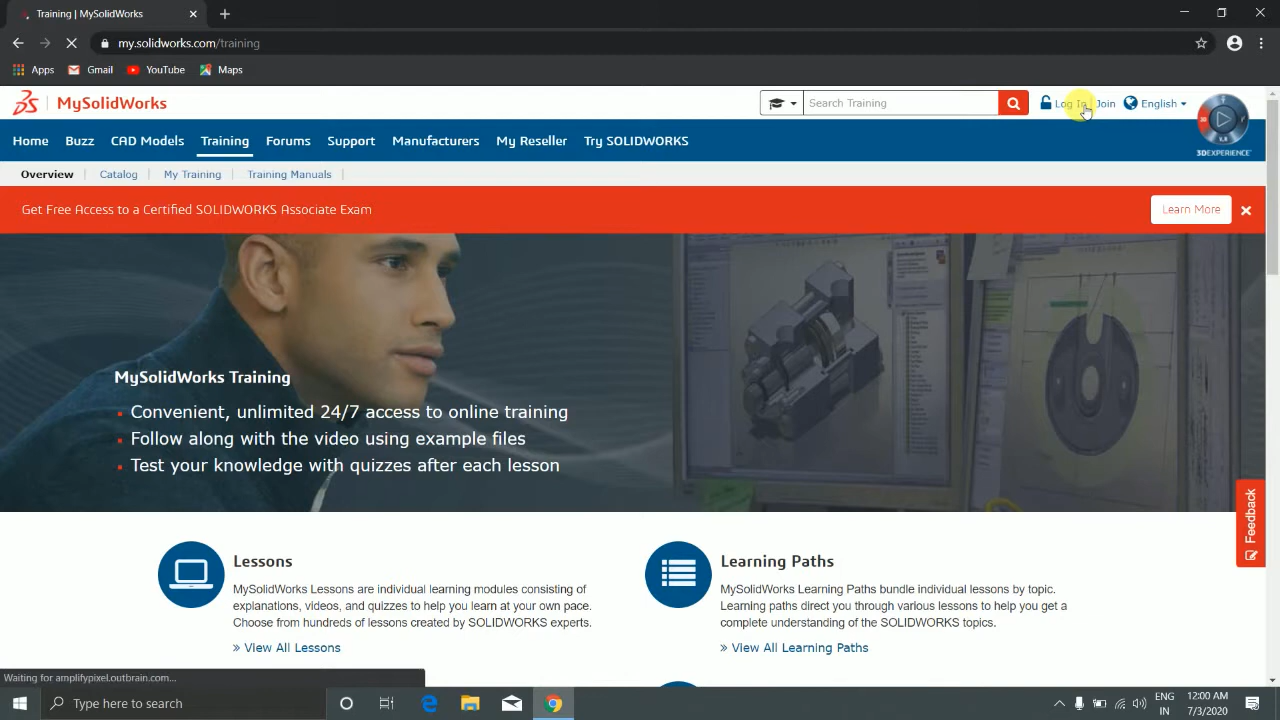 Training | MySolidWorks
my.solidworks.com/training
Apps Gmail YouTube Maps
MySolidWorks
Search Training
Log In Join English
3DEXPERIENCE
Home Buzz CAD Models Training Forums Support Manufacturers My Reseller Try SOLIDWORKS
Overview Catalog My Training Training Manuals
Get Free Access to a Certified SOLIDWORKS Associate Exam
Learn More
MySolidWorks Training
Convenient, unlimited 24/7 access to online training
Follow along with the video using example files
Test your knowledge with quizzes after each lesson
Feedback
Lessons
MySolidWorks Lessons are individual learning modules consisting of
explanations, videos, and quizzes to help you learn at your own pace.
Choose from hundreds of lessons created by SOLIDWORKS experts.
» View All Lessons
Learning Paths
MySolidWorks Learning Paths bundle individual lessons by topic.
Learning paths direct you through various lessons to help you get a
complete understanding of the SOLIDWORKS topics.
» View All Learning Paths
Waiting for amplifypixel.outbrain.com...
Type here to search
ENG
IN
12:00 AM
7/3/2020